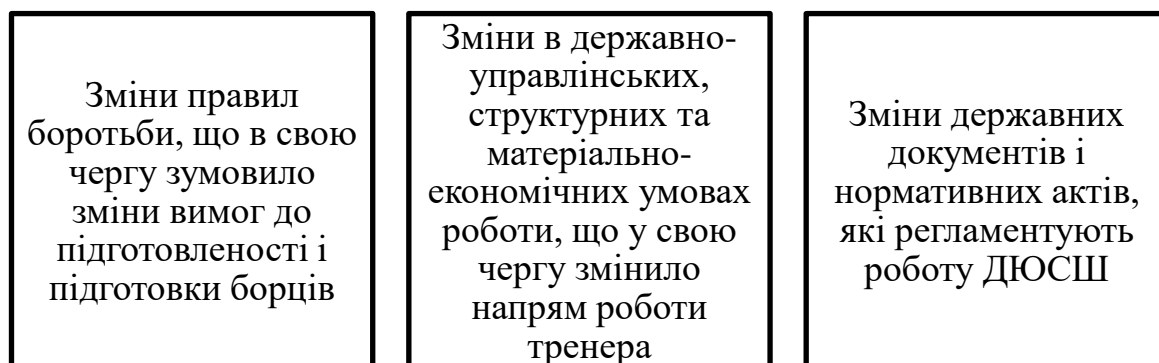 Зміни правил
боротьби, що в свою
чергу зумовило
зміни вимог до
підготовленості і
підготовки борців
Зміни в державно-
управлінських,
структурних та
матеріально-
економічних умовах
роботи, що у свою
чергу змінило
напрям роботи
тренера
Зміни державних
документів і
нормативних актів,
які регламентують
роботу ДЮСШ